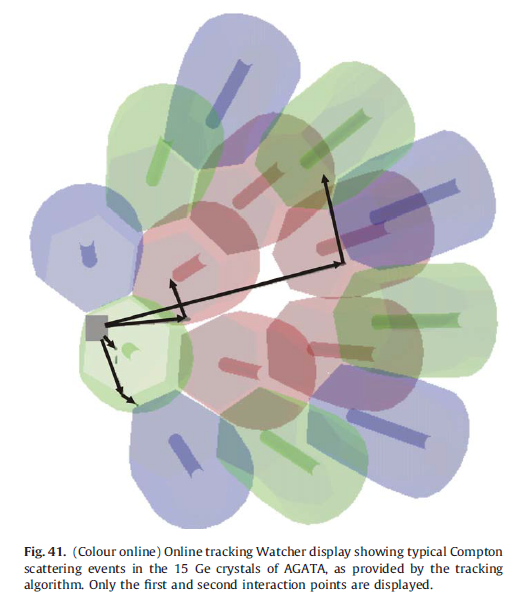 Fig. 41. (Colour online) Online tracking Watcher display showing typical Compton
scattering events in the 15 Ge crystals of AGATA, as provided by the tracking
algorithm. Only the first and second interaction points are displayed.